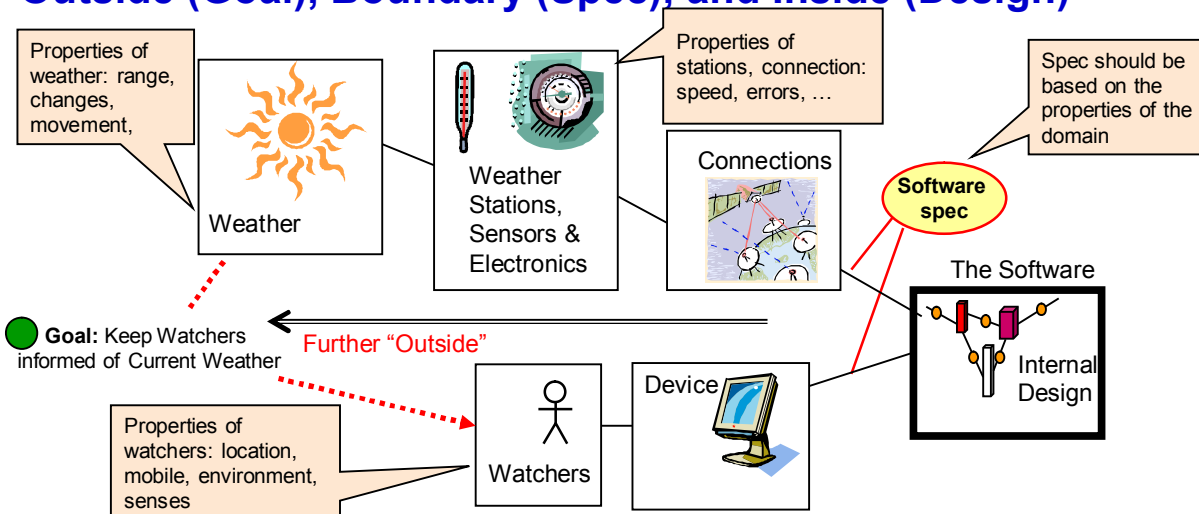 Outside (Goal), Boundary (Spec), and Inside (Design)
Properties of
weather: range,
changes,
movement,
Weather
Weather
Stations,
Sensors &
Electronics
Properties of
stations, connection:
speed, errors, …
Connections
Spec should be
based on the
properties of the
domain
Software
spec
The Software
Internal
Design
Goal: Keep Watchers
informed of Current Weather
Further “Outside”
Properties of
watchers: location,
mobile, environment,
senses
Watchers
Device